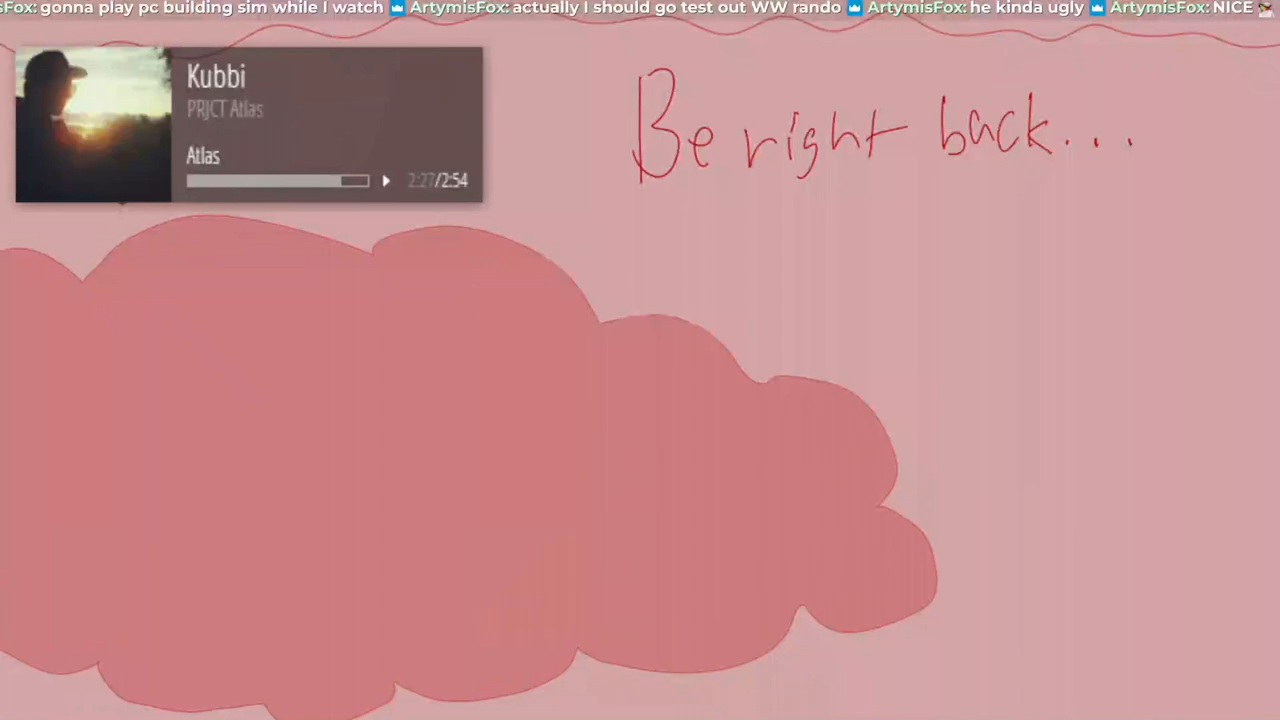 sFox: gonna play pc building sim while I watch ArtymisFox: actually I should go test out WW rando ArtymisFox: he kinda ugly ArtymisFox: NICE
Kubbi
PRJCT Atlas
Atlas
2:27/2:54
Be right back...